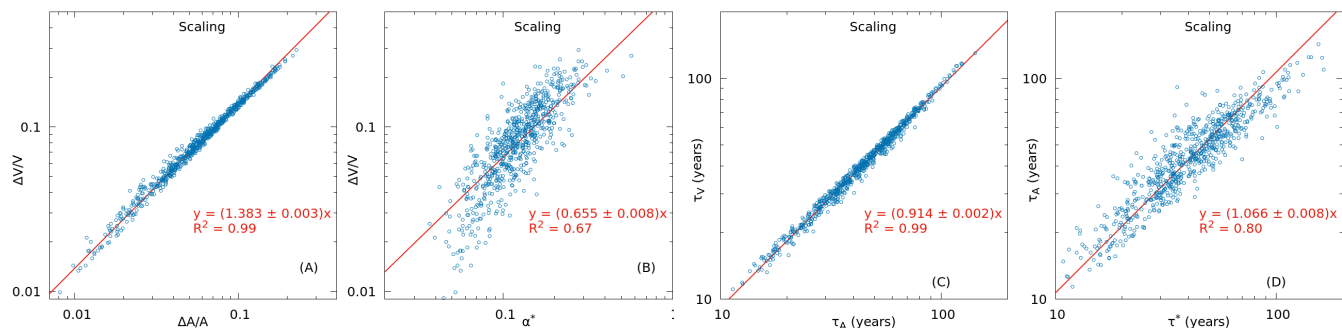 Scaling
ΔV/V
0.1
0.01
y = (1.383 ± 0.003)x
R² = 0.99
(A)
0.01
0.1
ΔA/A
Scaling
ΔV/V
0.1
0.01
y = (0.655 ± 0.008)x
R² = 0.67
(B)
0.1
α*
Scaling
τV (years)
100
10
y = (0.914 ± 0.002)x
R² = 0.99
(C)
10
100
τA (years)
Scaling
τA (years)
100
10
y = (1.066 ± 0.008)x
R² = 0.80
(D)
10
100
τ* (years)